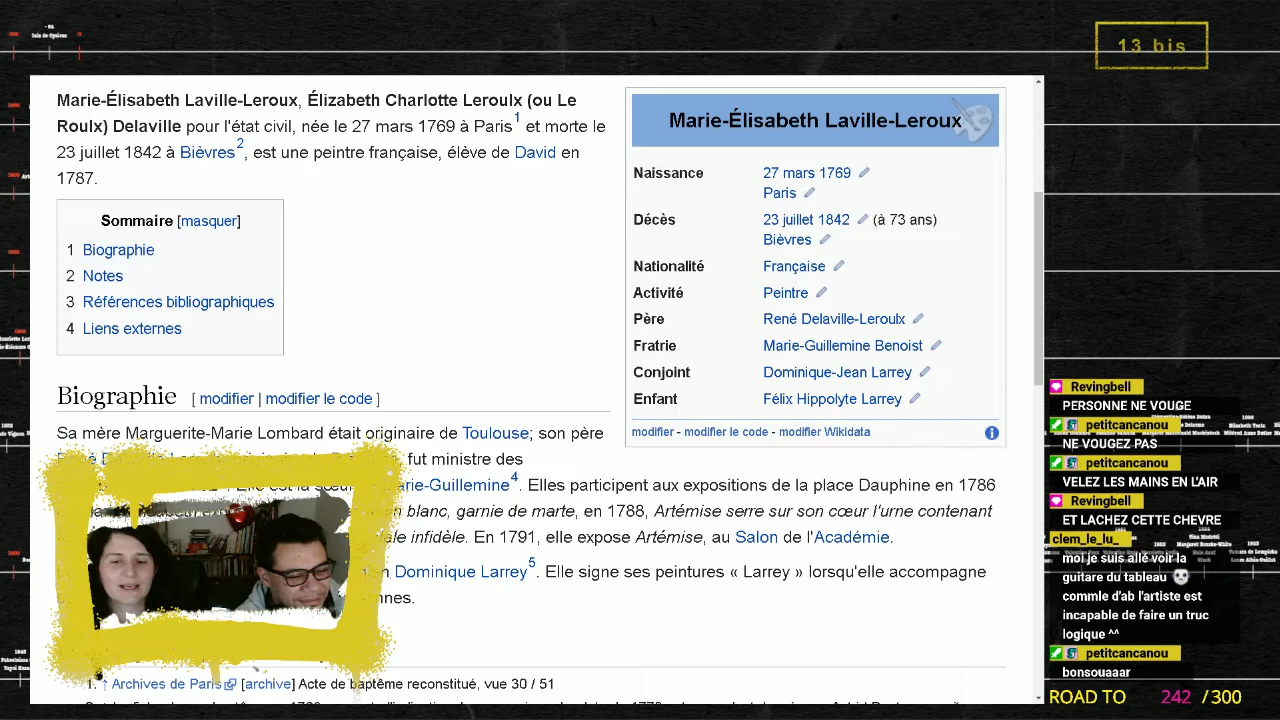 13 bis
Marie-Élisabeth Laville-Leroux, Élizabeth Charlotte Leroulx (ou Le
Roulx) Delaville pour l'état civil, née le 27 mars 1769 à Paris1 et morte le
23 juillet 1842 à Bièvres2, est une peintre française, élève de David en
1787.
Sommaire [masquer]
1 Biographie
2 Notes
3 Références bibliographiques
4 Liens externes
Marie-Élisabeth Laville-Leroux
Naissance 27 mars 1769
Paris
Décès 23 juillet 1842 (à 73 ans)
Bièvres
Nationalité Française
Activité Peintre
Père René Delaville-Leroulx
Fratrie Marie-Guillemine Benoist
Conjoint Dominique-Jean Larrey
Enfant Félix Hippolyte Larrey
modifier - modifier le code - modifier Wikidata
Biographie [ modifier | modifier le code ]
Sa mère Marguerite-Marie Lombard était originaire de Toulouse; son père
fut ministre des
Marie-Guillemine4. Elles participent aux expositions de la place Dauphine en 1786
blanc, garnie de marte, en 1788, Artémise serre sur son cœur l'urne contenant
infidèle. En 1791, elle expose Artémise, au Salon de l'Académie.
Dominique Larrey5. Elle signe ses peintures « Larrey » lorsqu'elle accompagne
1. ↑ Archives de Paris [archive] Acte de baptême reconstitué, vue 30 / 51
Revingbell
PERSONNE NE VOUGE
petitcancanou
NE VOUGEZ PAS
petitcancanou
VELEZ LES MAINS EN L'AIR
Revingbell
ET LACHEZ CETTE CHEVRE
clem_le_lu_
moi je suis allé voir la
guitare du tableau
commle d'ab l'artiste est
incapable de faire un truc
logique ^^
petitcancanou
bonsouaaar
ROAD TO 242 / 300